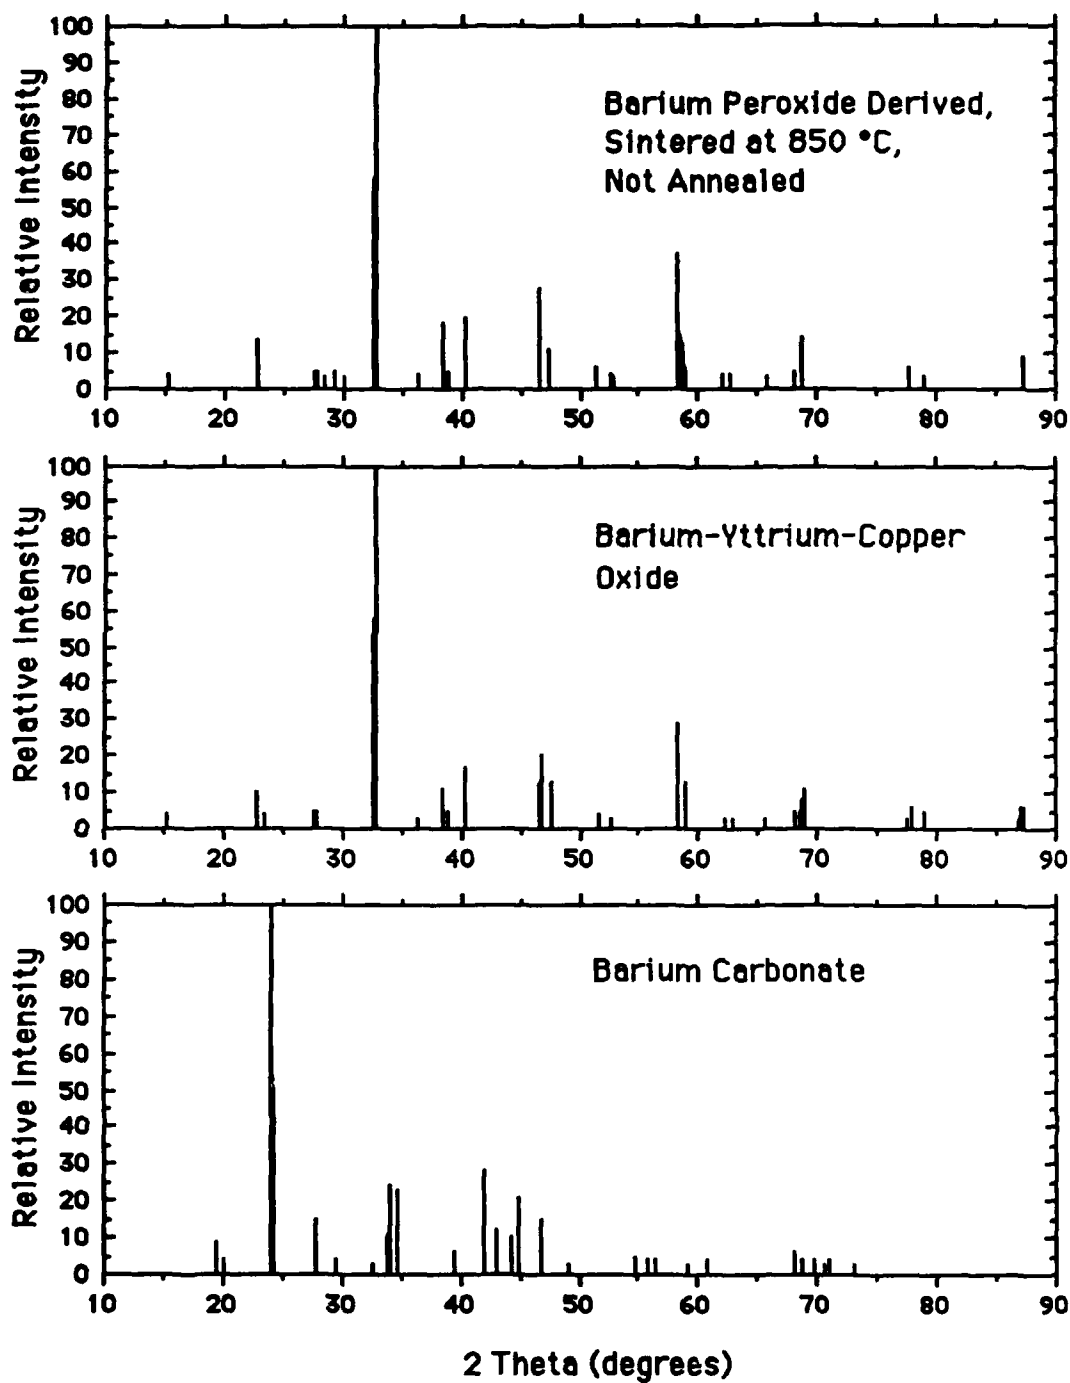 Relative Intensity
100
90
80
70
60
50
40
30
20
10
0
Barium Peroxide Derived,
Sintered at 850 °C,
Not Annealed
10 20 30 40 50 60 70 80 90
Relative Intensity
100
90
80
70
60
50
40
30
20
10
0
Barium-Yttrium-Copper
Oxide
10 20 30 40 50 60 70 80 90
Relative Intensity
100
90
80
70
60
50
40
30
20
10
0
Barium Carbonate
10 20 30 40 50 60 70 80 90
2 Theta (degrees)